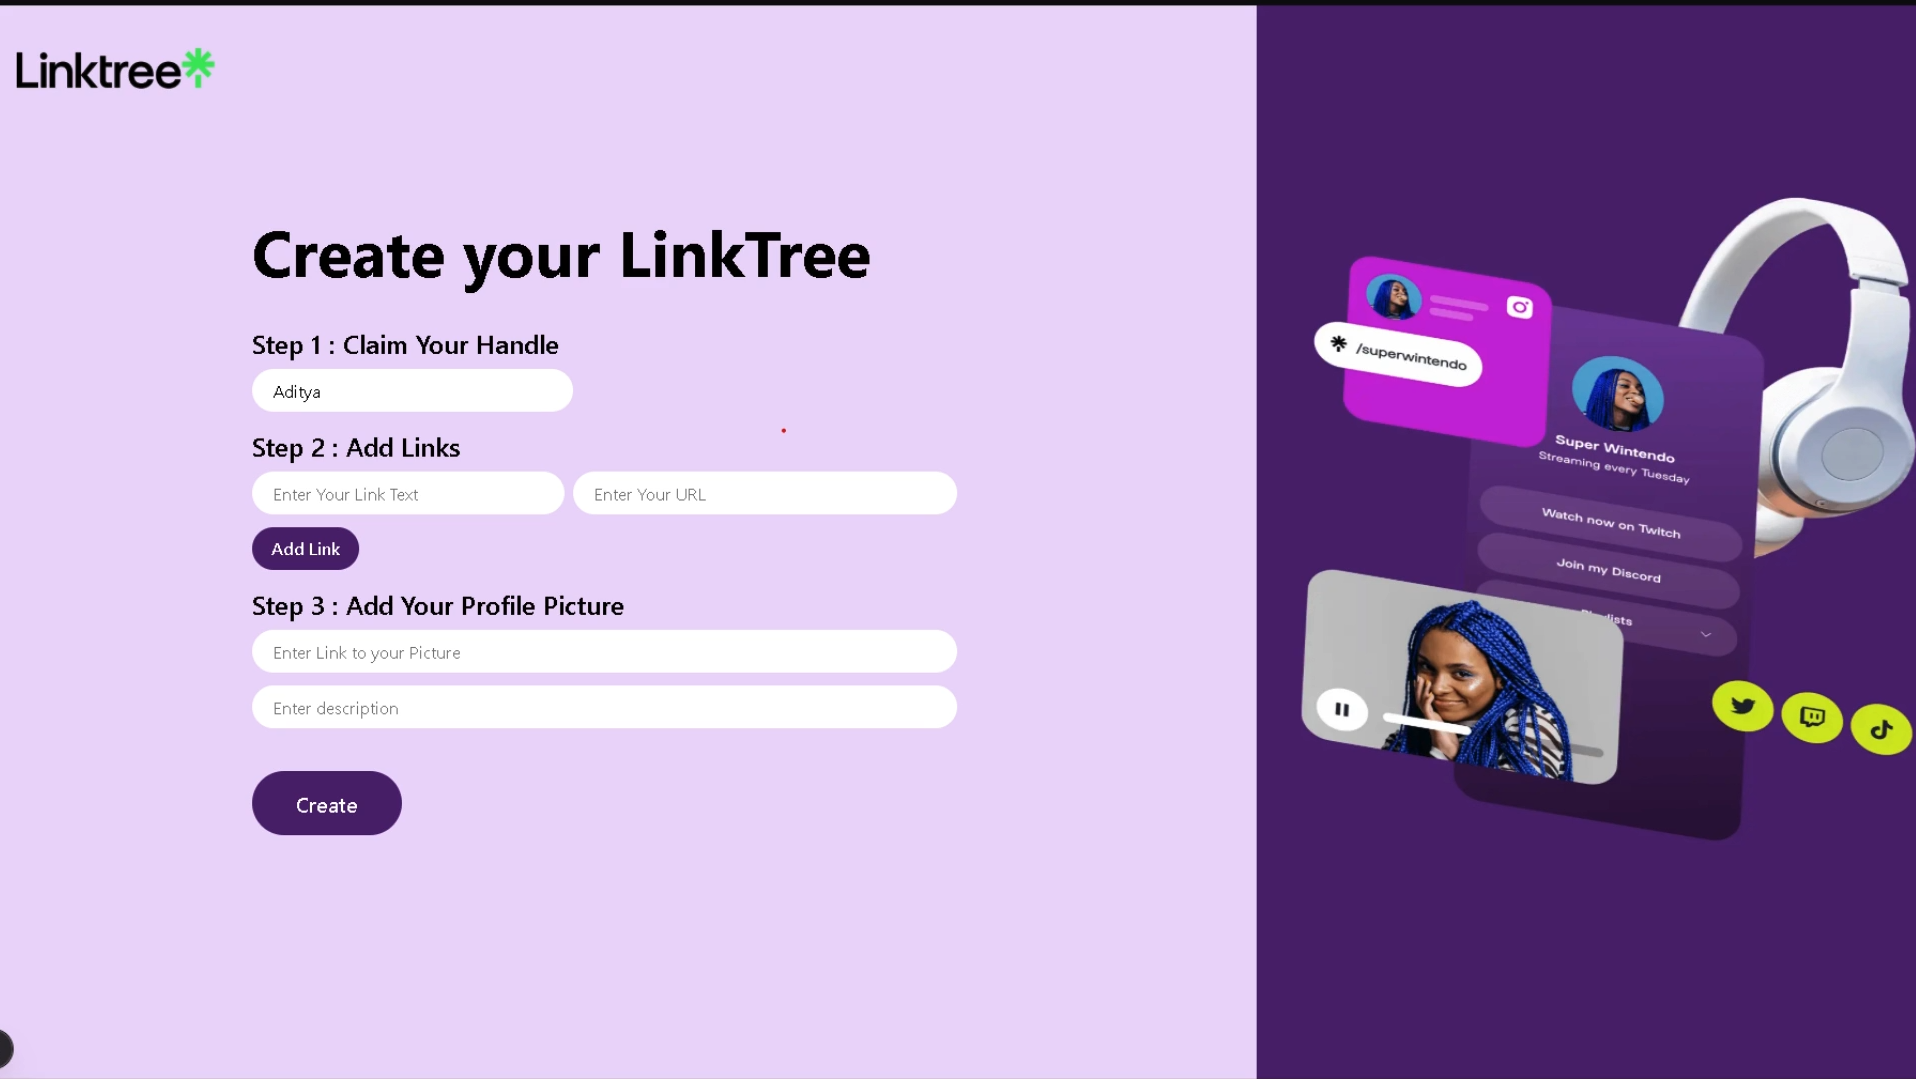 Linktree
Create your LinkTree
Step 1 : Claim Your Handle
Aditya
Step 2 : Add Links
Enter Your Link Text Enter Your URL
Add Link
Step 3 : Add Your Profile Picture
Enter Link to your Picture
Enter description
Create
/superwintendo
Super Wintendo
Streaming every Tuesday
Watch now on Twitch
Join my Discord